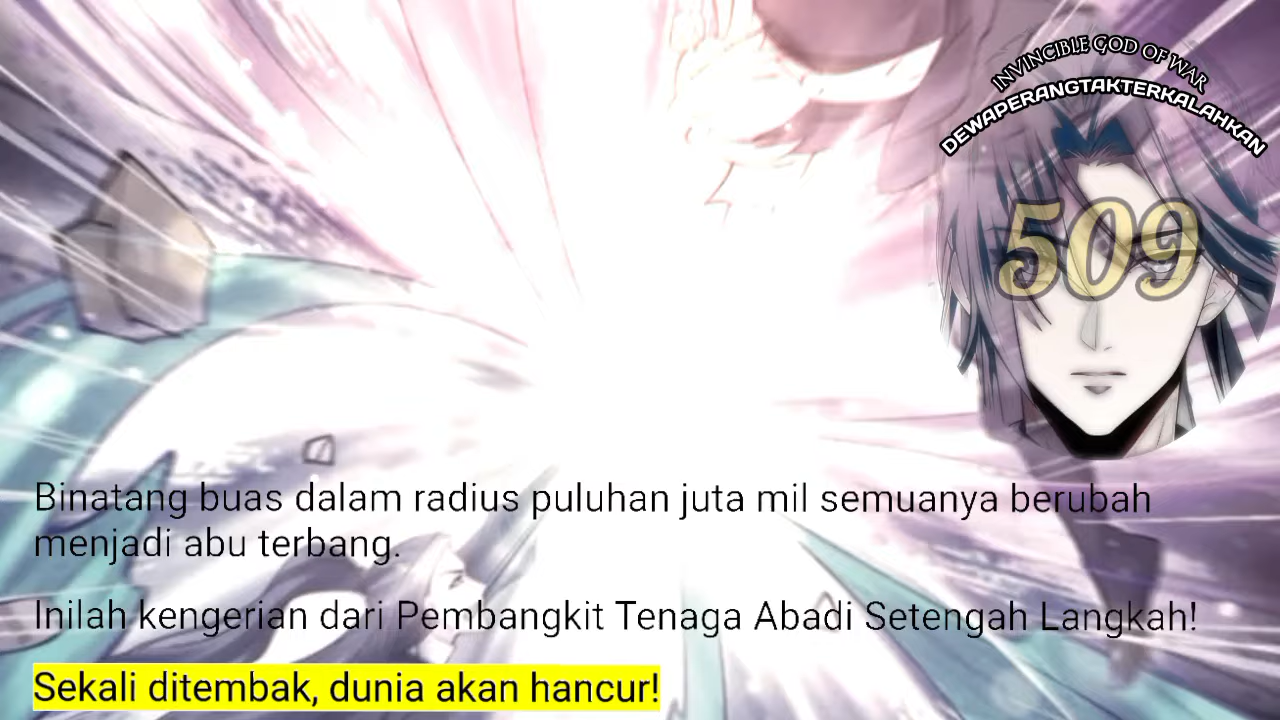 INVINCIBLE GOD OF WAR
DEWAPERANGTAKTERKALAHKAN
509
Binatang buas dalam radius puluhan juta mil semuanya berubah
menjadi abu terbang.
Inilah kengerian dari Pembangkit Tenaga Abadi Setengah Langkah!
Sekali ditembak, dunia akan hancur!